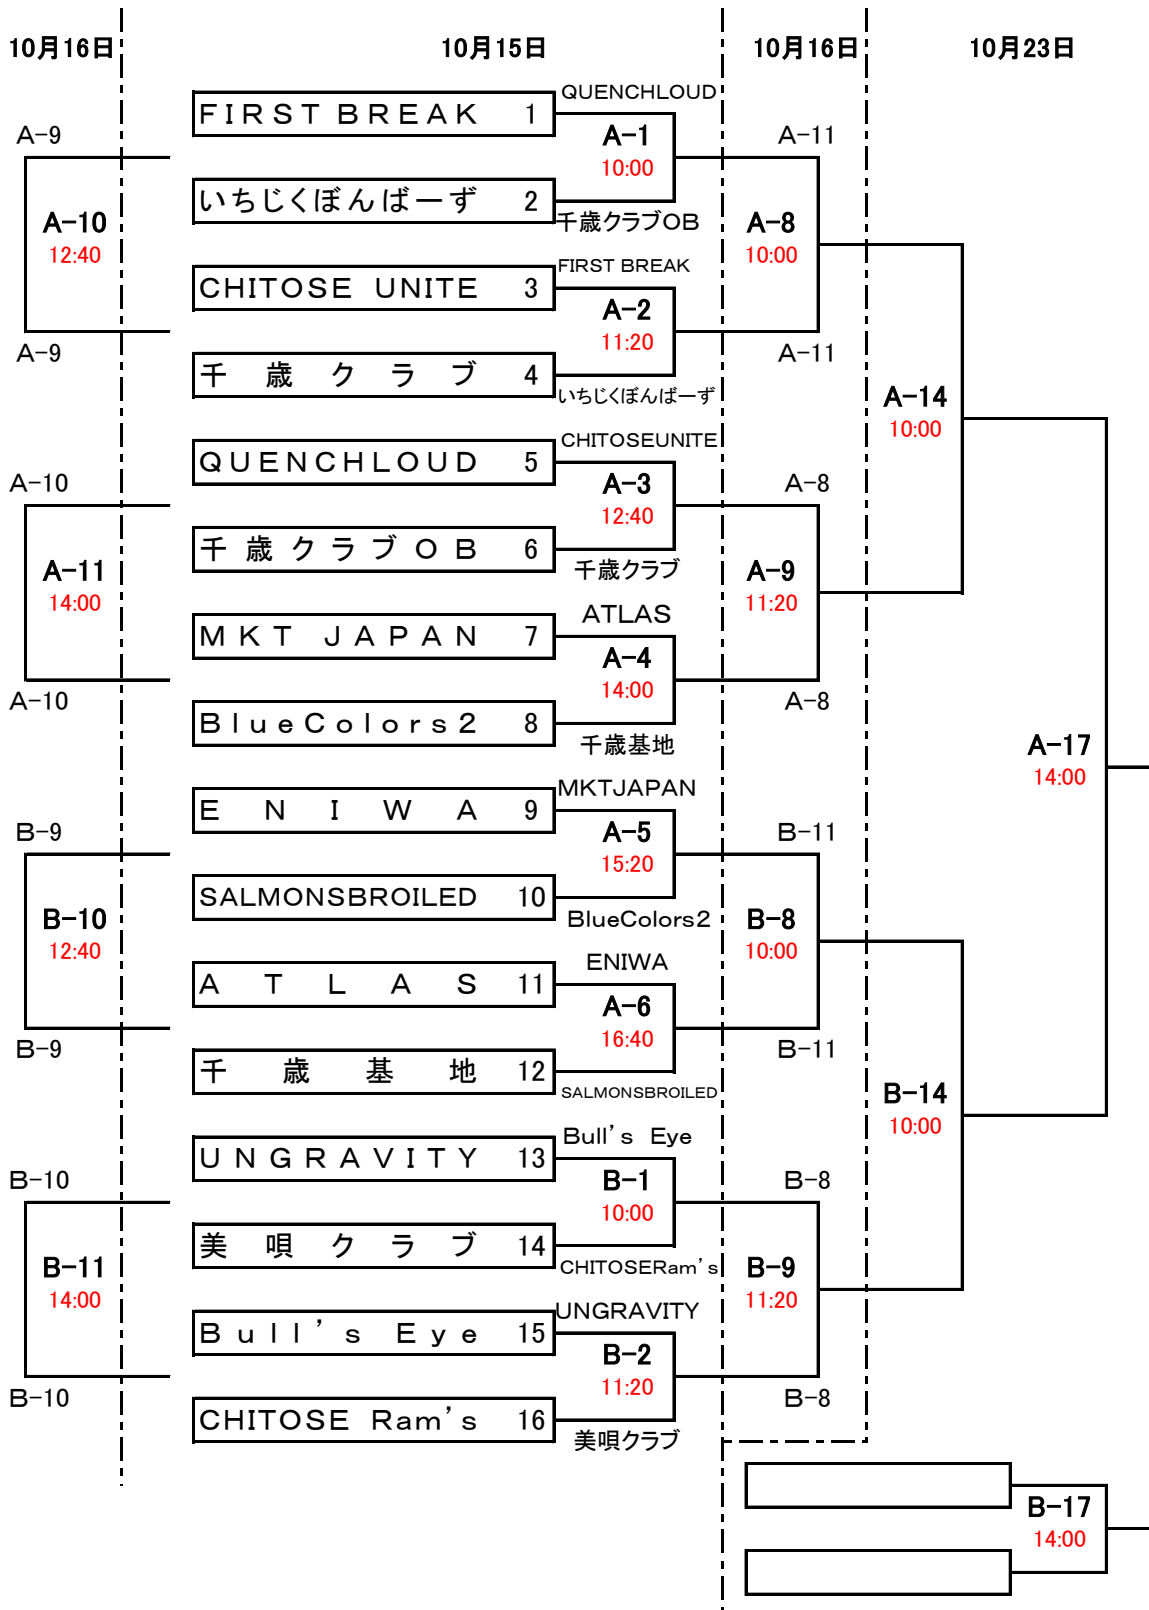 10月16日 10月15日 10月16日 10月23日
QUENCHLOUD
FIRST BREAK 1
A-9 A-1 A-11
10:00
いちじくぼんばーず 2
千歳クラブOB
A-10 A-8
12:40 10:00
FIRST BREAK
CHITOSE UNITE 3
A-2
11:20
A-9 A-11
千歳クラブ 4
いちじくぼんばーず
A-14
10:00
CHITOSEUNITE
QUENCHLOUD 5
A-10 A-3 A-8
12:40
千歳クラブOB 6
千歳クラブ
A-11 A-9
14:00 11:20
ATLAS
MKT JAPAN 7
A-4
14:00
A-10 A-8
BlueColors2 8
千歳基地
A-17
14:00
MKTJAPAN
ENIWA 9
B-9 A-5 B-11
15:20
SALMONSBROILED 10
BlueColors2
B-10 B-8
12:40 10:00
ENIWA
ATLAS 11
A-6
16:40
B-9 B-11
千歳基地 12
SALMONSBROILED
B-14
10:00
Bull's Eye
UNGRAVITY 13
B-10 B-1 B-8
10:00
美唄クラブ 14
CHITOSERam's
B-11 B-9
14:00 11:20
UNGRAVITY
Bull's Eye 15
B-2
11:20
B-10 B-8
CHITOSE Ram's 16
美唄クラブ
B-17
14:00